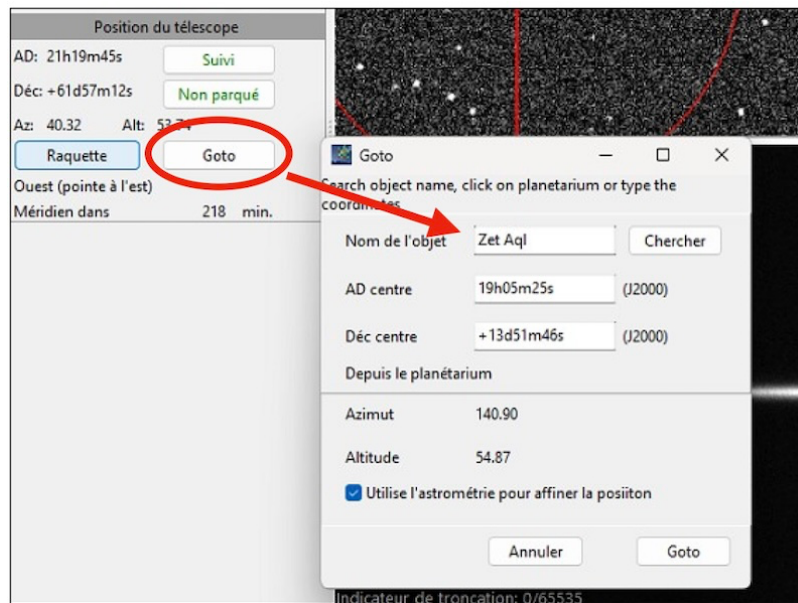 Position du télescope
AD: 21h19m45s
Suivi
Déc: +61d57m12s
Non parqué
Az: 40.32 Alt: 53.74
Raquette
Goto
Ouest (pointe à l'est)
Méridien dans 218 min.
Goto
Search object name, click on planetarium or type the
coordinates
Nom de l'objet
Zet Aql
Chercher
AD centre
19h05m25s
(J2000)
Déc centre
+13d51m46s
(J2000)
Depuis le planétarium
Azimut
140.90
Altitude
54.87
Utilise l'astrométrie pour affiner la posiiton
Annuler
Goto
Indicateur de troncation: 0/65535